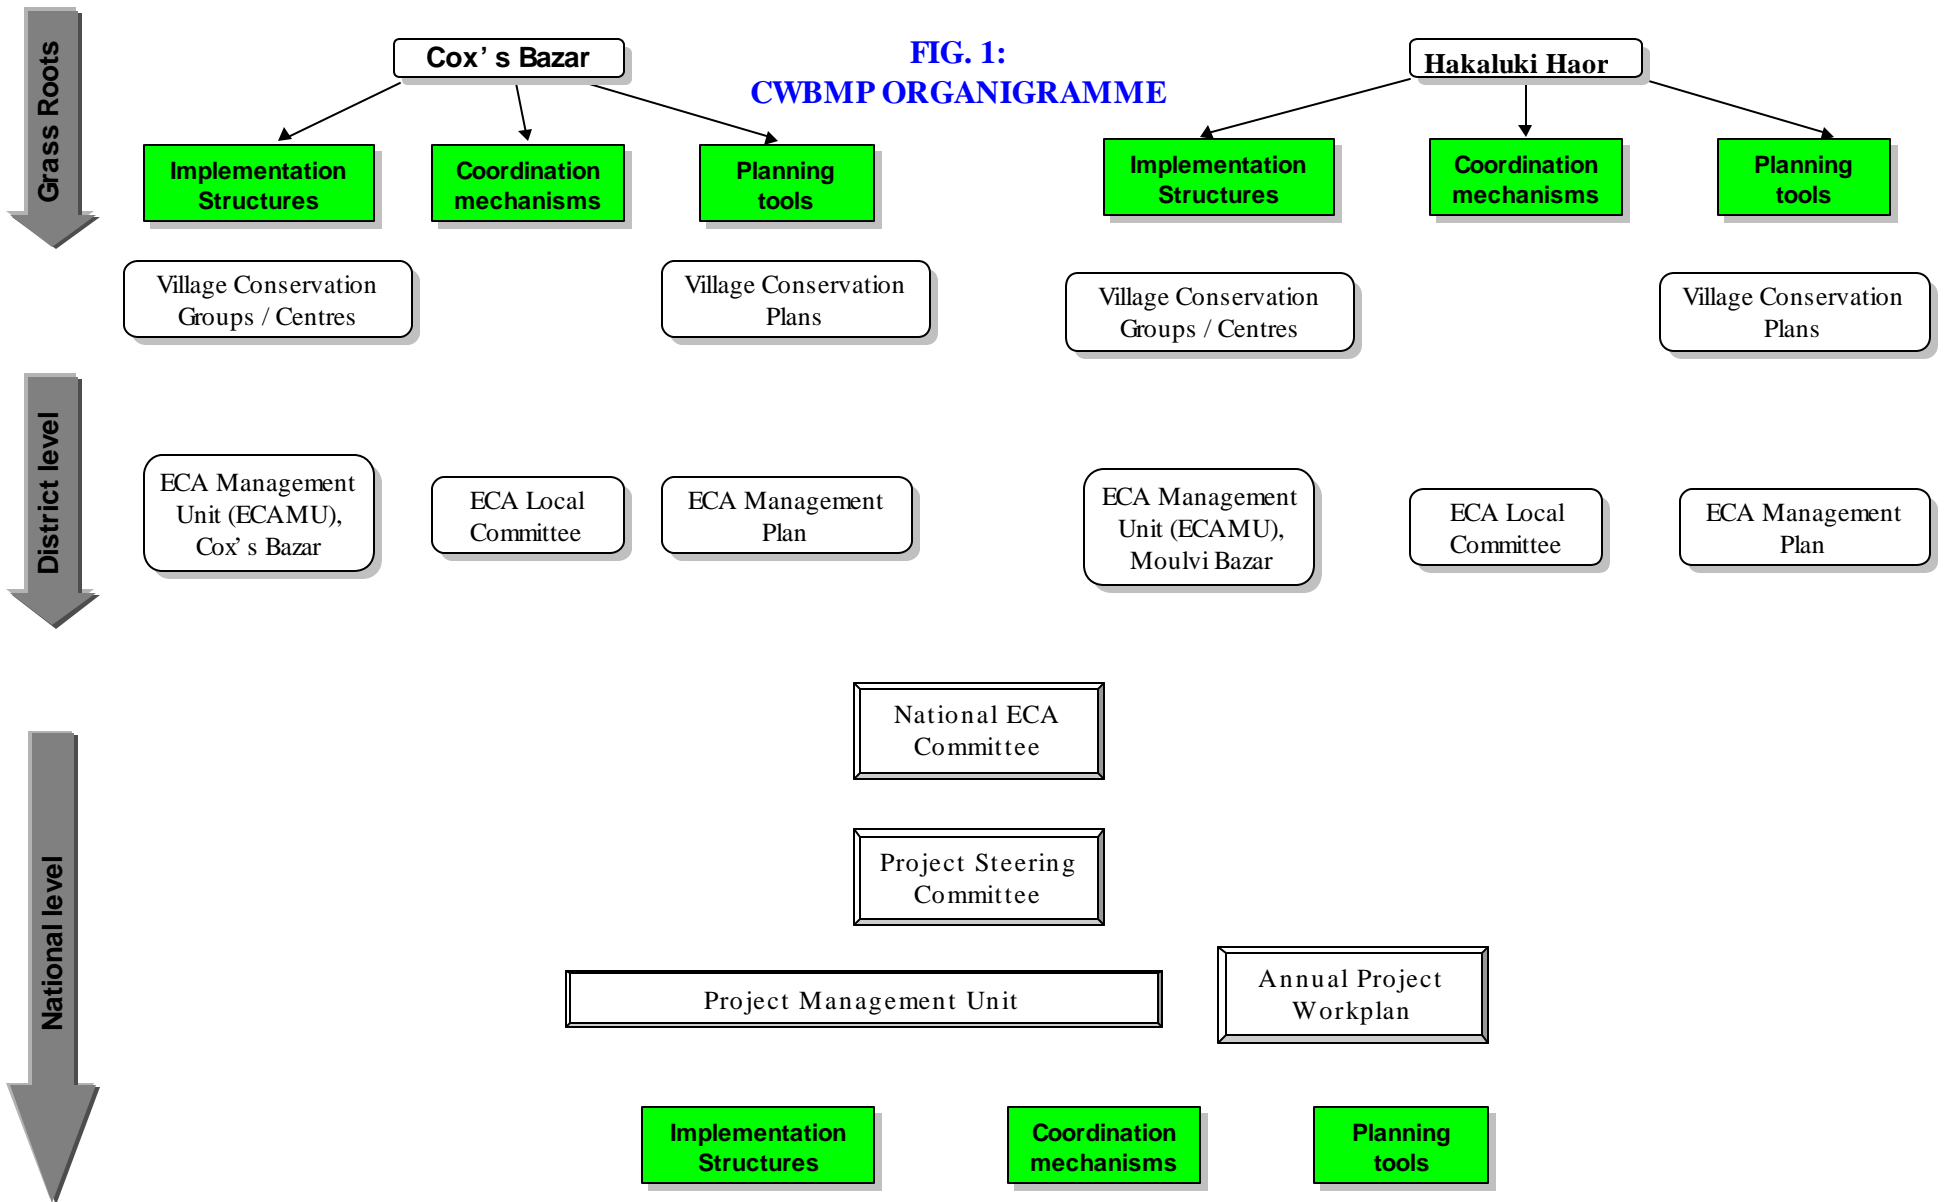 FIG. 1:
CWBMP ORGANIGRAMME
Grass Roots
Cox’ s Bazar
Implementation
Structures
Coordination
mechanisms
Planning
tools
Hakaluki Haor
Implementation
Structures
Coordination
mechanisms
Planning
tools
Village Conservation
Groups / Centres
Village Conservation
Plans
Village Conservation
Groups / Centres
Village Conservation
Plans
District level
ECA Management
Unit (ECAMU),
Cox’ s Bazar
ECA Local
Committee
ECA Management
Plan
ECA Management
Unit (ECAMU),
Moulvi Bazar
ECA Local
Committee
ECA Management
Plan
National level
National ECA
Committee
Project Steering
Committee
Project Management Unit
Annual Project
Workplan
Implementation
Structures
Coordination
mechanisms
Planning
tools